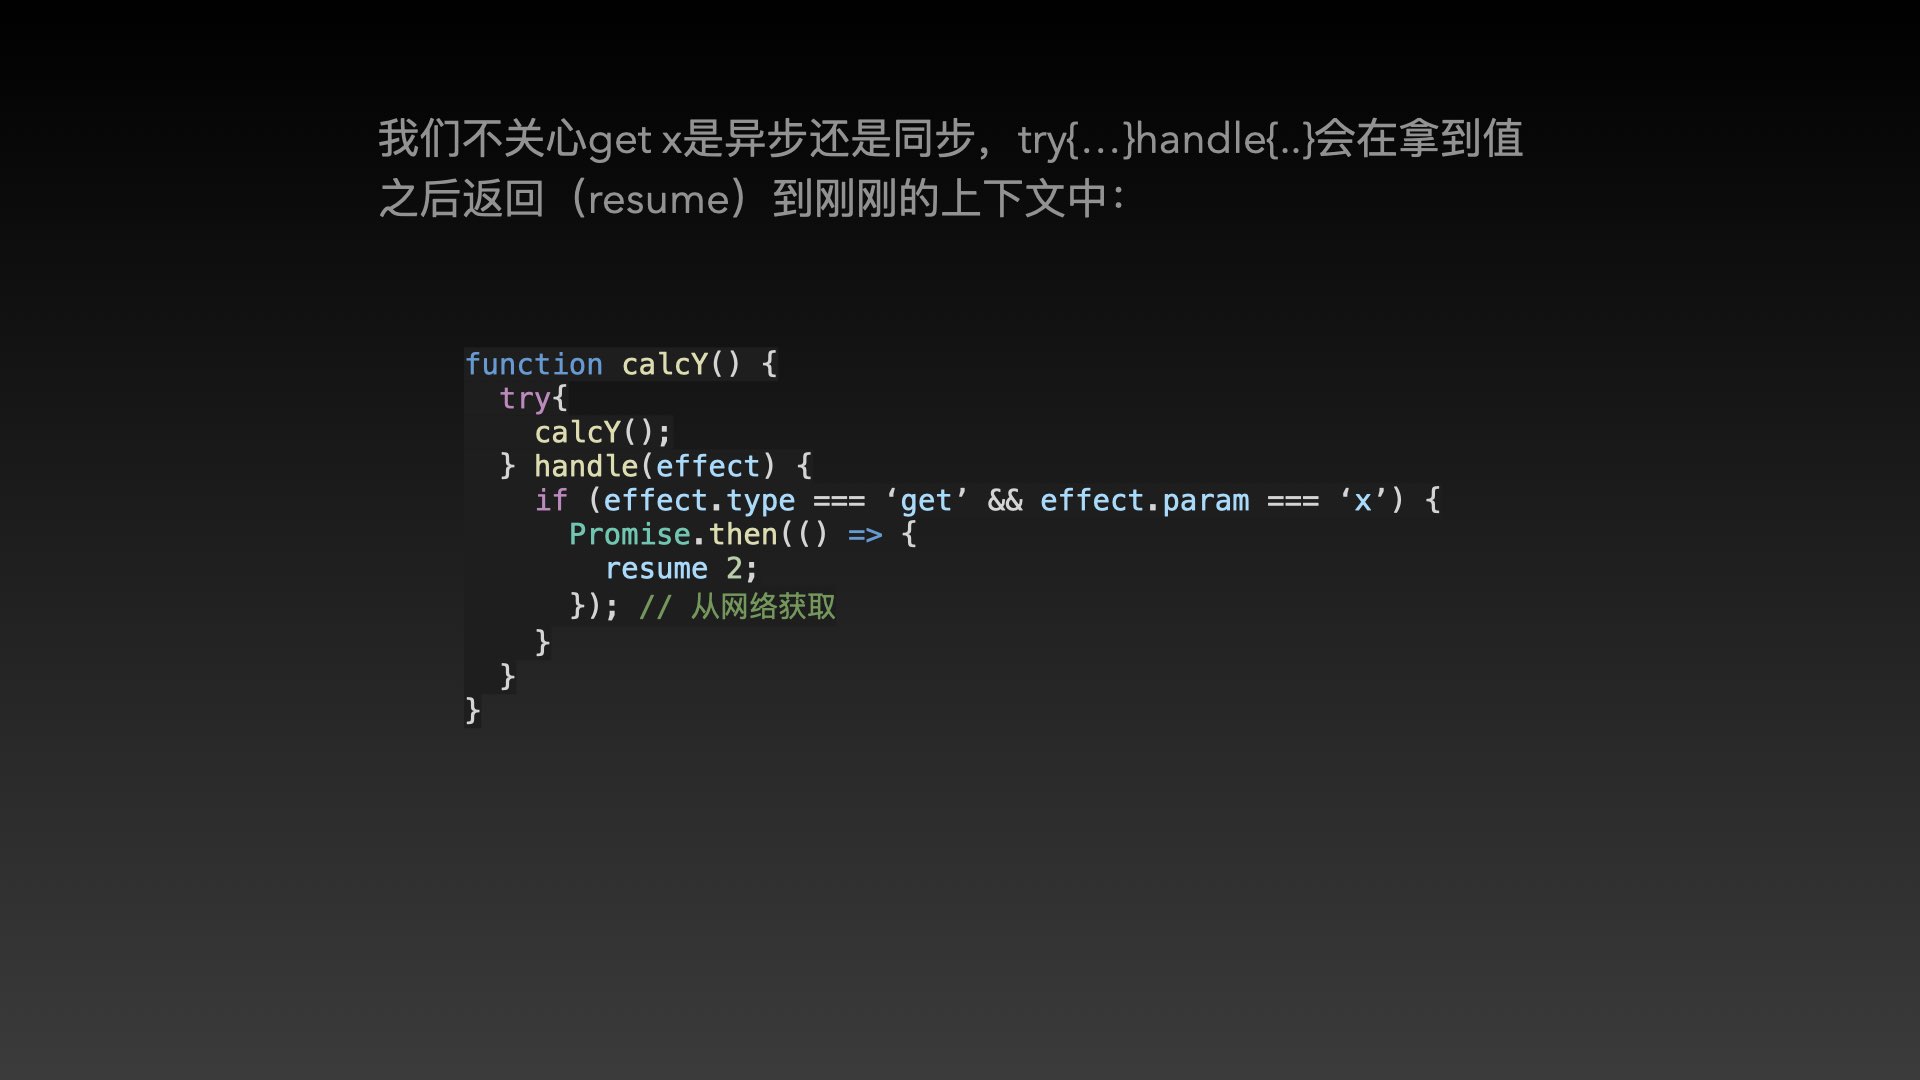 我们不关心get x是异步还是同步，try{...}handle{..}会在拿到值
之后返回（resume）到刚刚的上下文中：
function calcY() {
  try{
    calcY();
  } handle(effect) {
    if (effect.type === ‘get’ && effect.param === ‘x’) {
      Promise.then(() => {
        resume 2;
      }); // 从网络获取
    }
  }
}